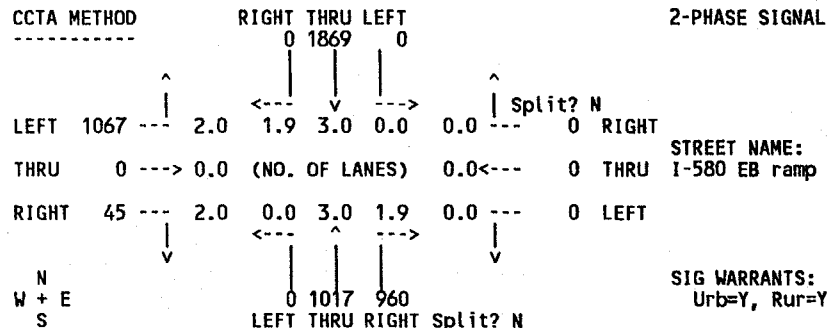 CCTA METHOD RIGHT THRU LEFT 2-PHASE SIGNAL
----------- 0 1869 0
^ | | | ^
| <--- v ---> | Split? N
LEFT 1067 --- 2.0 1.9 3.0 0.0 0.0 --- 0 RIGHT
STREET NAME:
THRU 0 ---> 0.0 (NO. OF LANES) 0.0<--- 0 THRU I-580 EB ramp
RIGHT 45 --- 2.0 0.0 3.0 1.9 0.0 --- 0 LEFT
| <--- ^ ---> |
v | | | v
N SIG WARRANTS:
W + E 0 1017 960 Urb=Y, Rur=Y
S LEFT THRU RIGHT Split? N